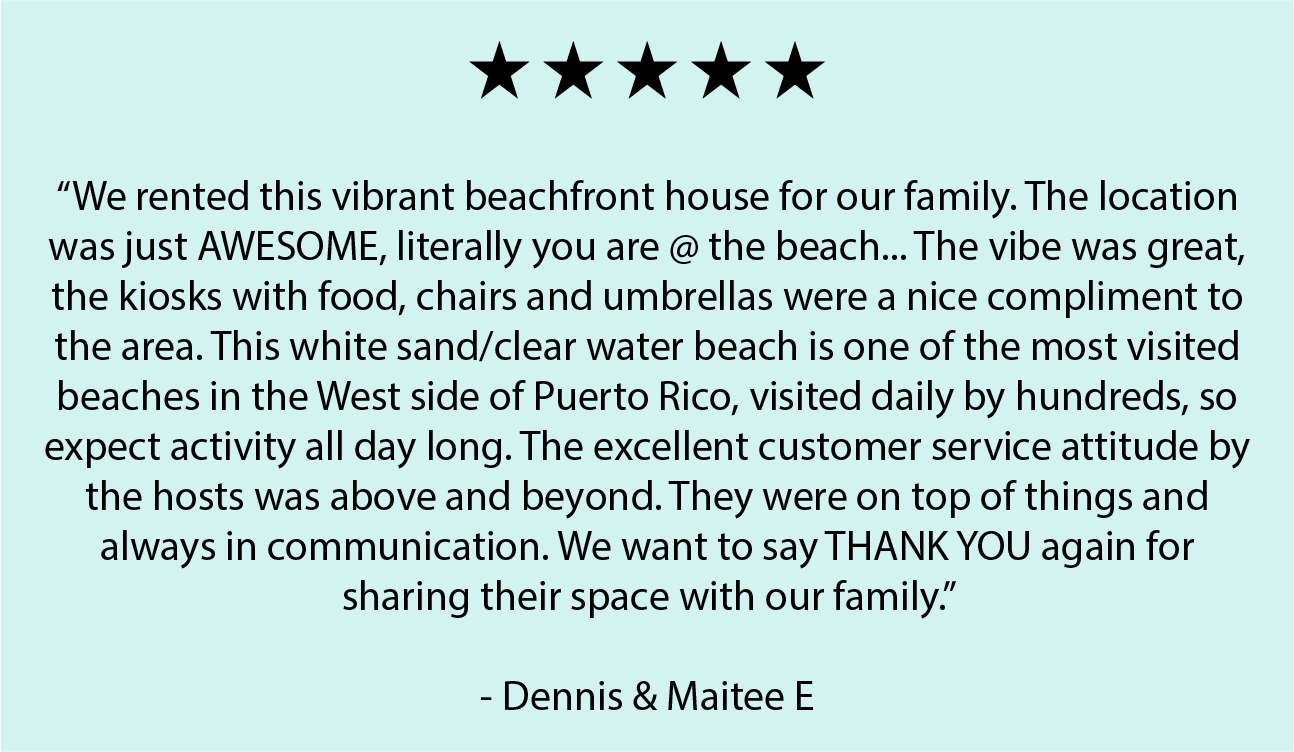 “We rented this vibrant beachfront house for our family. The location
was just AWESOME, literally you are @ the beach... The vibe was great,
the kiosks with food, chairs and umbrellas were a nice compliment to
the area. This white sand/clear water beach is one of the most visited
beaches in the West side of Puerto Rico, visited daily by hundreds, so
expect activity all day long. The excellent customer service attitude by
the hosts was above and beyond. They were on top of things and
always in communication. We want to say THANK YOU again for
sharing their space with our family.”
- Dennis & Maitee E